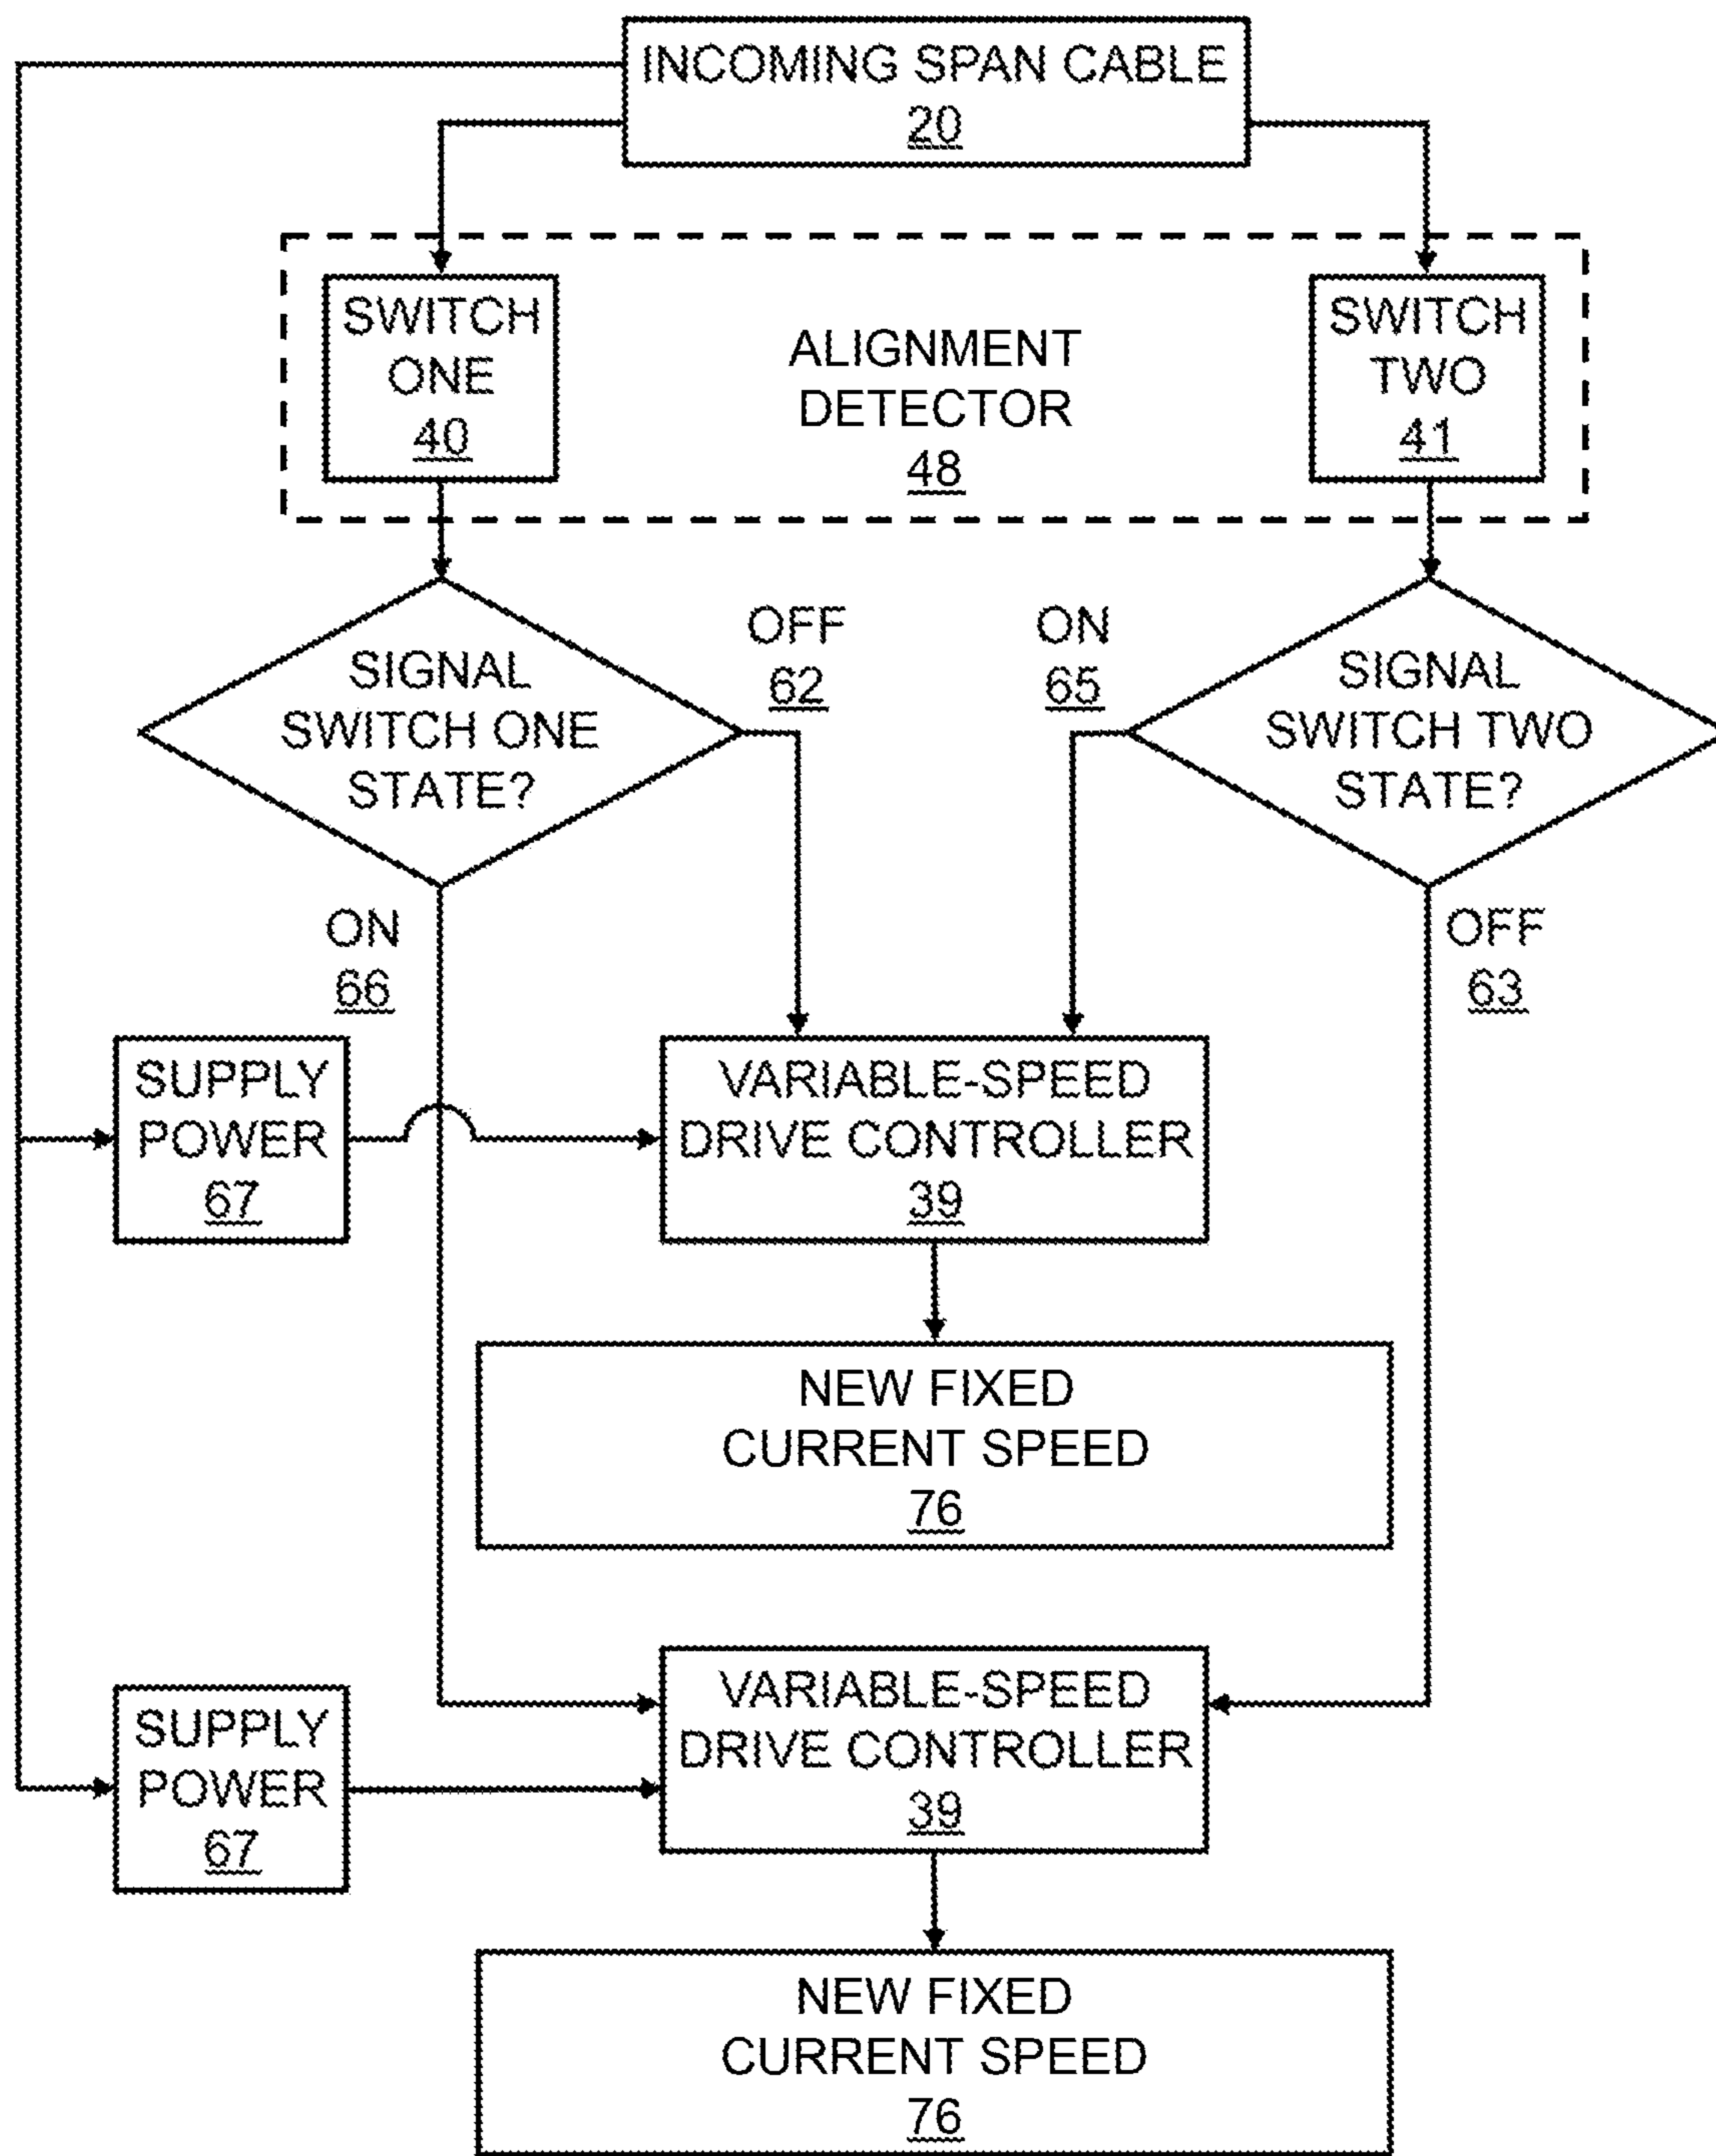 INCOMING SPAN CABLE
20
SWITCH
ONE
40
ALIGNMENT
DETECTOR
48
SWITCH
TWO
41
SIGNAL
SWITCH ONE
STATE?
OFF
62
ON
65
SIGNAL
SWITCH TWO
STATE?
ON
66
OFF
63
SUPPLY
POWER
67
VARIABLE-SPEED
DRIVE CONTROLLER
39
NEW FIXED
CURRENT SPEED
76
SUPPLY
POWER
67
VARIABLE-SPEED
DRIVE CONTROLLER
39
NEW FIXED
CURRENT SPEED
76